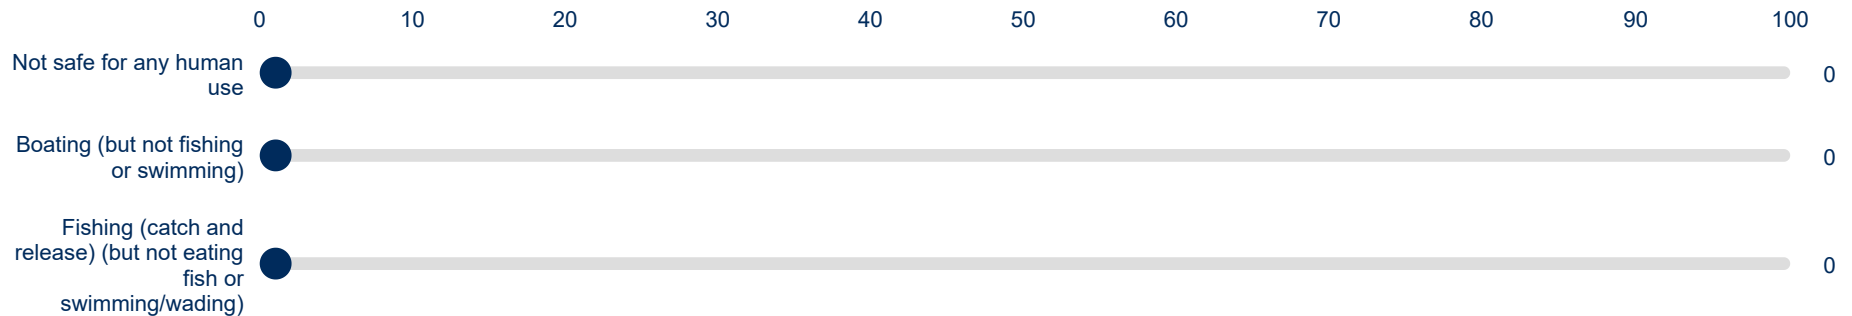 0 10 20 30 40 50 60 70 80 90 100
Not safe for any human
use
0
Boating (but not fishing
or swimming)
0
Fishing (catch and
release) (but not eating
fish or
swimming/wading)
0